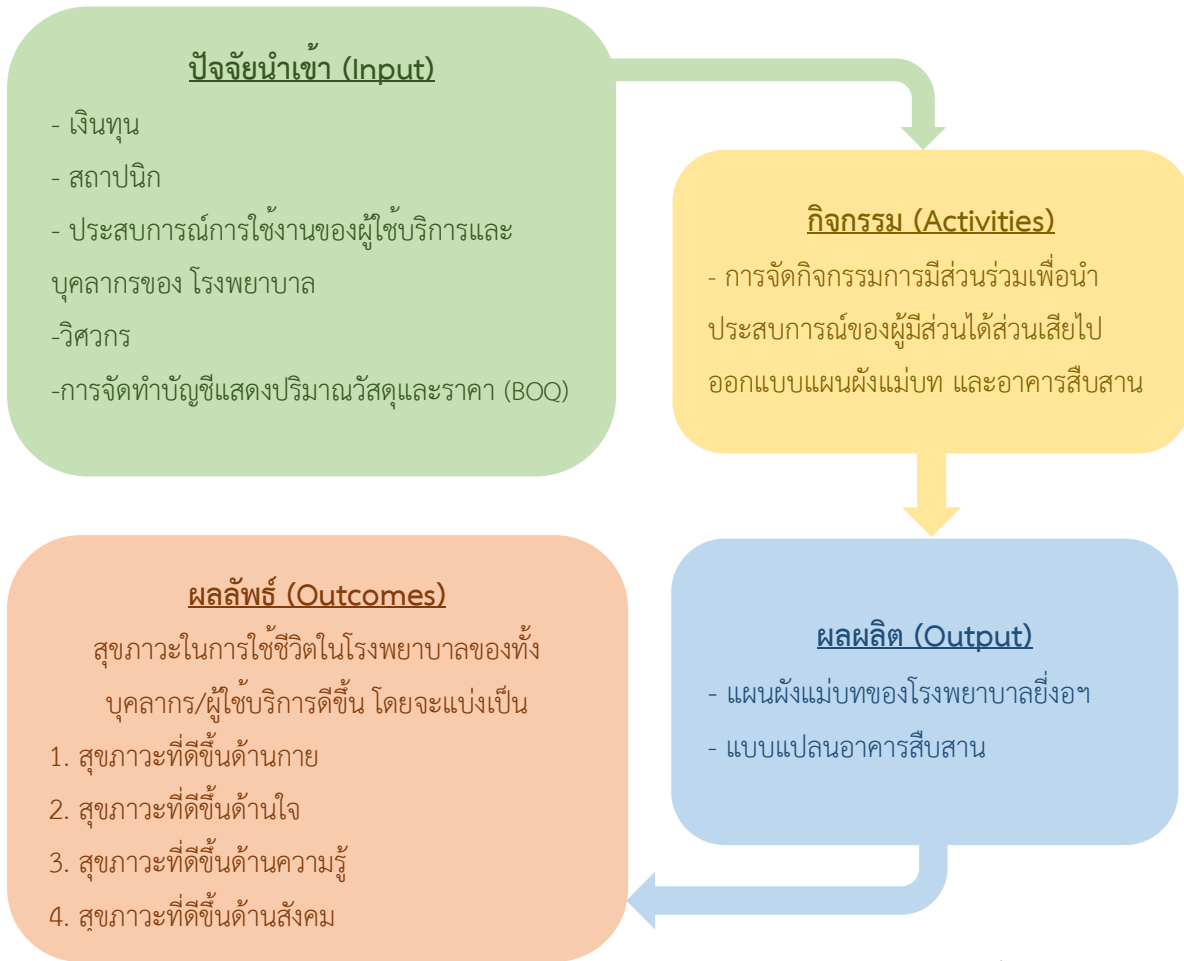 ปัจจัยนำเข้า (Input)
- เงินทุน
- สถาปนิก
- ประสบการณ์การใช้งานของผู้ใช้บริการและ
บุคลากรของ โรงพยาบาล
-วิศวกร
-การจัดทำบัญชีแสดงปริมาณวัสดุและราคา (BOQ)
กิจกรรม (Activities)
- การจัดกิจกรรมการมีส่วนร่วมเพื่อนำ
ประสบการณ์ของผู้มีส่วนได้ส่วนเสียไป
ออกแบบแผนผังแม่บท และอาคารสืบสาน
ผลผลิต (Output)
- แผนผังแม่บทของโรงพยาบาลยี่งอฯ
- แบบแปลนอาคารสืบสาน
ผลลัพธ์ (Outcomes)
สุขภาวะในการใช้ชีวิตในโรงพยาบาลของทั้ง
บุคลากร/ผู้ใช้บริการดีขึ้น โดยจะแบ่งเป็น
1. สุขภาวะที่ดีขึ้นด้านกาย
2. สุขภาวะที่ดีขึ้นด้านใจ
3. สุขภาวะที่ดีขึ้นด้านความรู้
4. สุขภาวะที่ดีขึ้นด้านสังคม